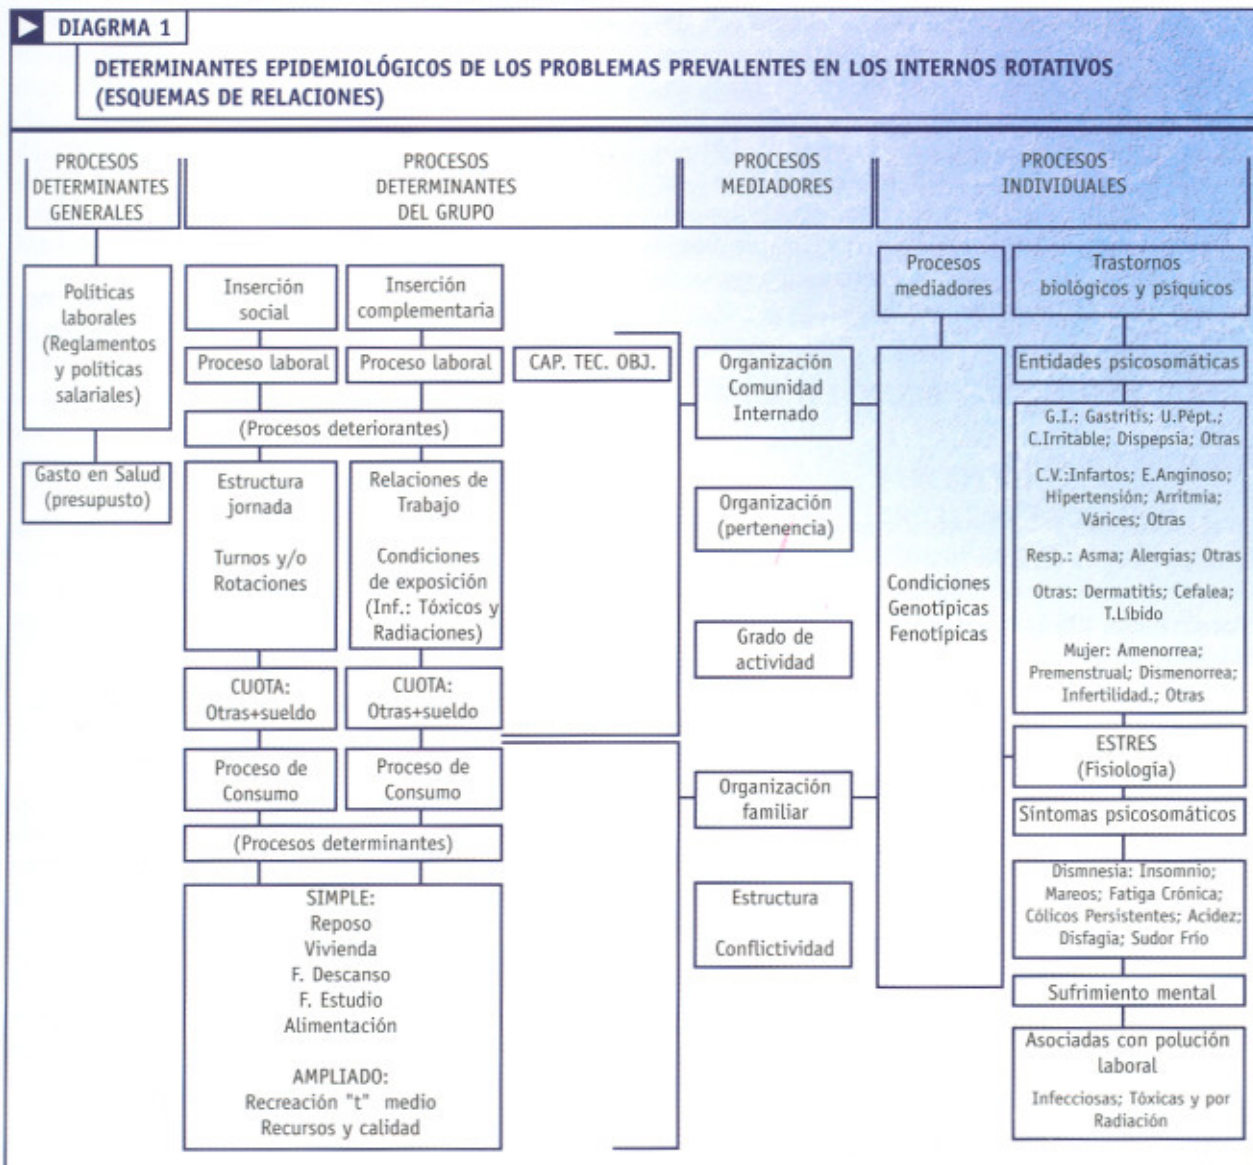 DIAGRMA 1
DETERMINANTES EPIDEMIOLÓGICOS DE LOS PROBLEMAS PREVALENTES EN LOS INTERNOS ROTATIVOS
(ESQUEMAS DE RELACIONES)
PROCESOS
DETERMINANTES
GENERALES
PROCESOS
DETERMINANTES
DEL GRUPO
PROCESOS
MEDIADORES
PROCESOS
INDIVIDUALES
Políticas
laborales
(Reglamentos
y políticas
salariales)
Gasto en Salud
(presupusto)
Inserción
social
Proceso laboral
Inserción
complementaria
Proceso laboral
CAP. TEC. OBJ.
(Procesos deteriorantes)
Estructura
jornada
Turnos y/o
Rotaciones
Relaciones de
Trabajo
Condiciones
de exposición
(Inf.: Tóxicos y
Radiaciones)
CUOTA:
Otras+sueldo
CUOTA:
Otras+sueldo
Proceso de
Consumo
Proceso de
Consumo
(Procesos determinantes)
SIMPLE:
Reposo
Vivienda
F. Descanso
F. Estudio
Alimentación
AMPLIADO:
Recreación "t" medio
Recursos y calidad
Organización
Comunidad
Internado
Organización
(pertenencia)
Grado de
actividad
Organización
familiar
Estructura
Conflictividad
Procesos
mediadores
Condiciones
Genotípicas
Fenotípicas
Trastornos
biológicos y psíquicos
Entidades psicosomáticas
G.I.: Gastritis; U.Pépt.;
C.Irritable; Dispepsia; Otras
C.V.:Infartos; E.Anginoso;
Hipertensión; Arritmia;
Várices; Otras
Resp.: Asma; Alergias; Otras
Otras: Dermatitis; Cefalea;
T.Líbido
Mujer: Amenorrea;
Premenstrual; Dismenorrea;
Infertilidad.; Otras
ESTRES
(Fisiología)
Síntomas psicosomáticos
Dismnesia: Insomnio;
Mareos; Fatiga Crónica;
Cólicos Persistentes; Acidez;
Disfagia; Sudor Frío
Sufrimiento mental
Asociadas con polución
laboral
Infecciosas; Tóxicas y por
Radiación